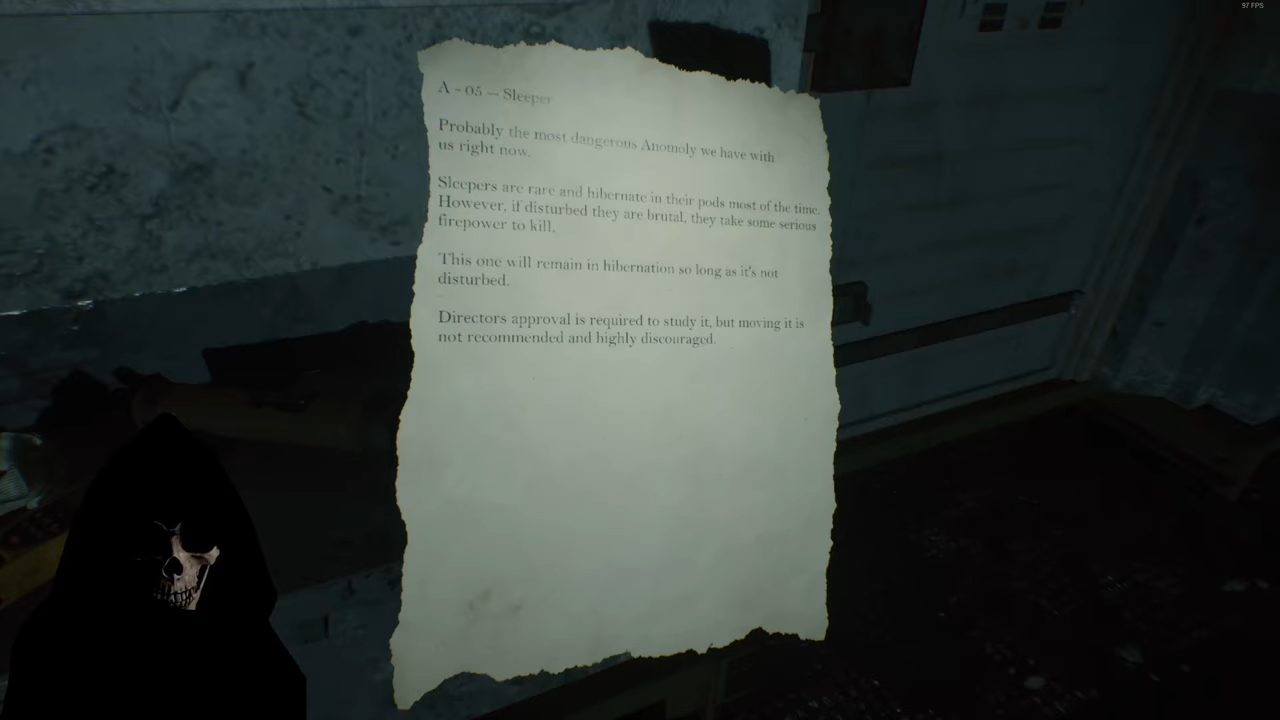 97 FPS
A - 05 – Sleeper
Probably the most dangerous Anomoly we have with
us right now.
Sleepers are rare and hibernate in their pods most of the time.
However, if disturbed they are brutal, they take some serious
firepower to kill.
This one will remain in hibernation so long as it's not
disturbed.
Directors approval is required to study it, but moving it is
not recommended and highly discouraged.